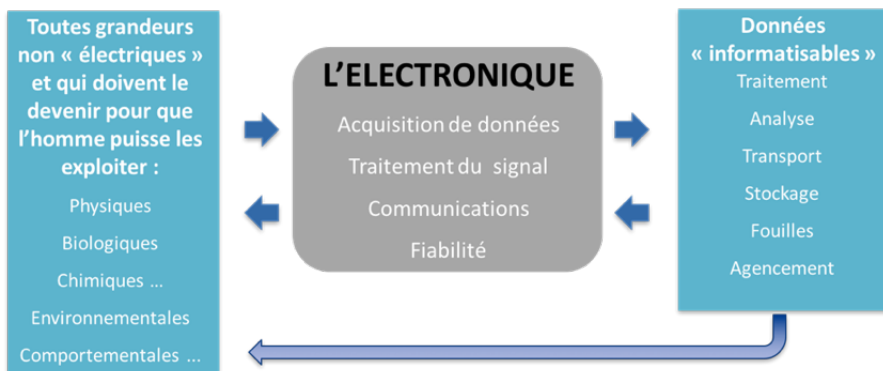 Toutes grandeurs
non « électriques »
et qui doivent le
devenir pour que
l'homme puisse les
exploiter :
Physiques
Biologiques
Chimiques ...
Environnementales
Comportementales ...
L'ELECTRONIQUE
Acquisition de données
Traitement du signal
Communications
Fiabilité
Données
« informatisables »
Traitement
Analyse
Transport
Stockage
Fouilles
Agencement